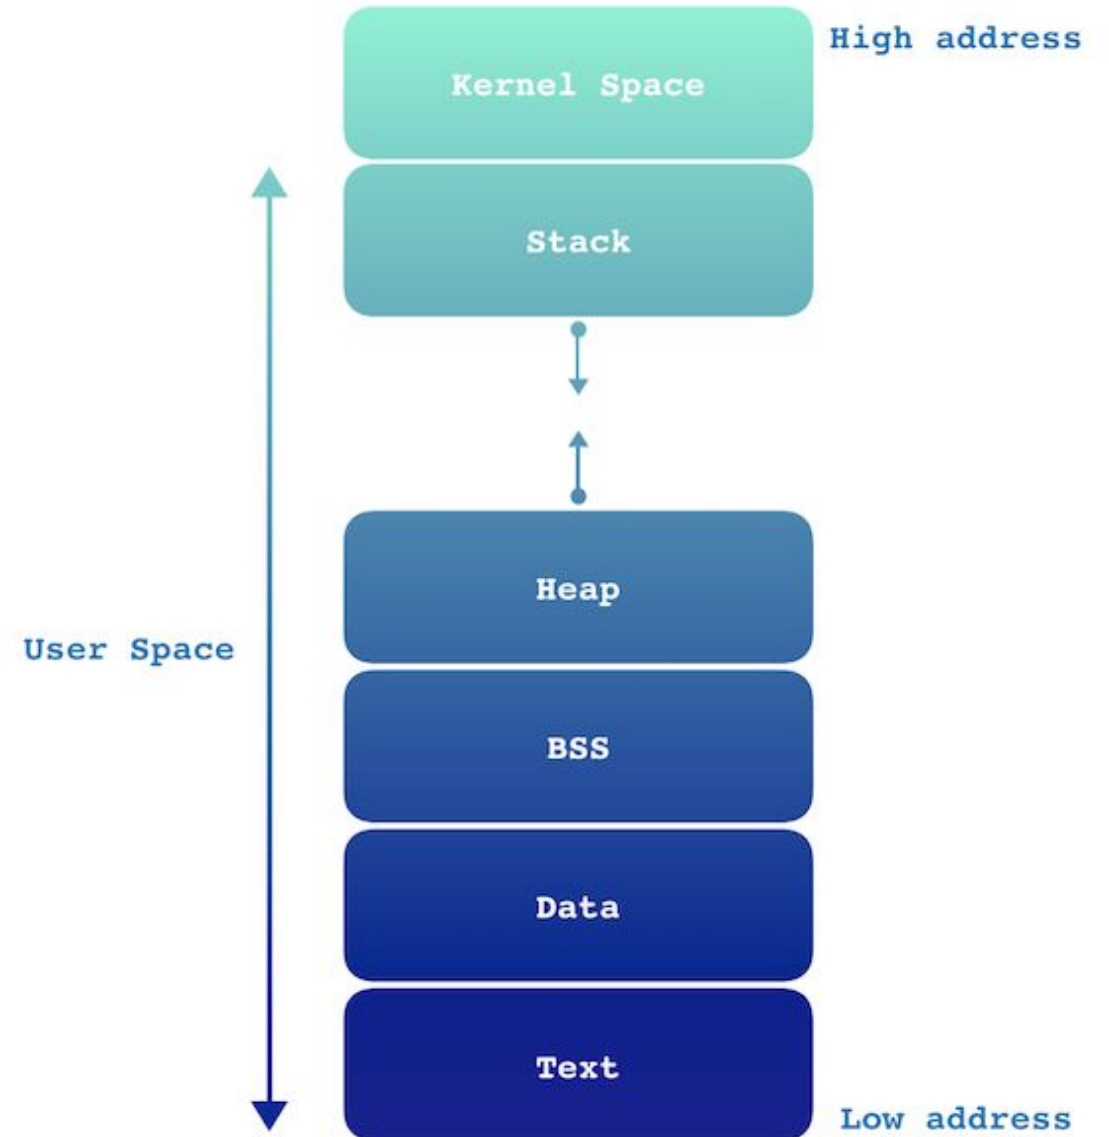 High address
Kernel Space
Stack
Heap
User Space
BSS
Data
Text
Low address